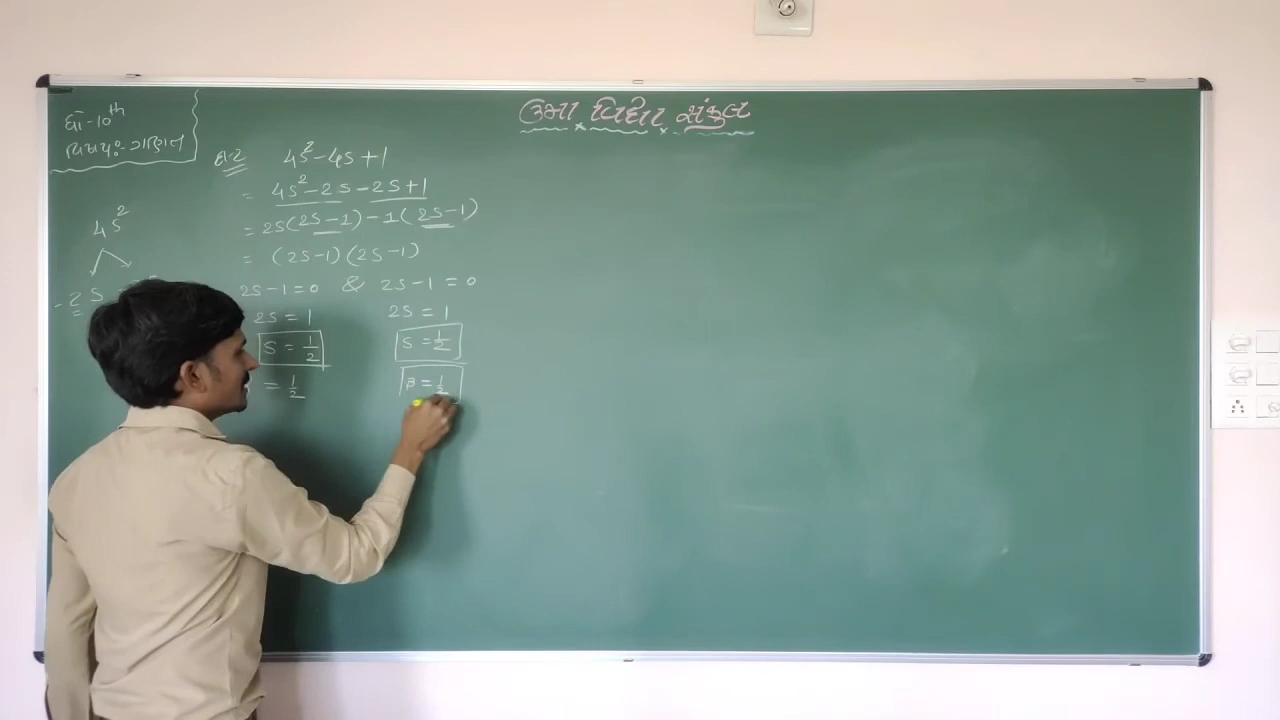 ઉમા વિદ્યા સંકુલ
ધો-10th
વિષય:- ગણિત
દા-2 4s²-4s+1
= 4s²-2s-2s+1
= 2s(2s-1)-1(2s-1)
= (2s-1)(2s-1)
2s-1=0 & 2s-1=0
2s=1 2s=1
s=1/2 s=1/2
=1/2 β=1/2
4s²
-2s